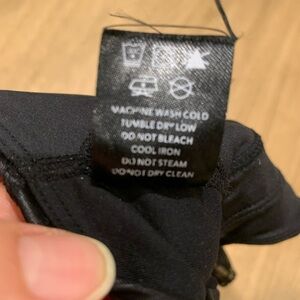 MACHINE WASH COLD
TUMBLE DRY LOW
DO NOT BLEACH
COOL IRON
DO NOT STEAM
DO NOT DRY CLEAN